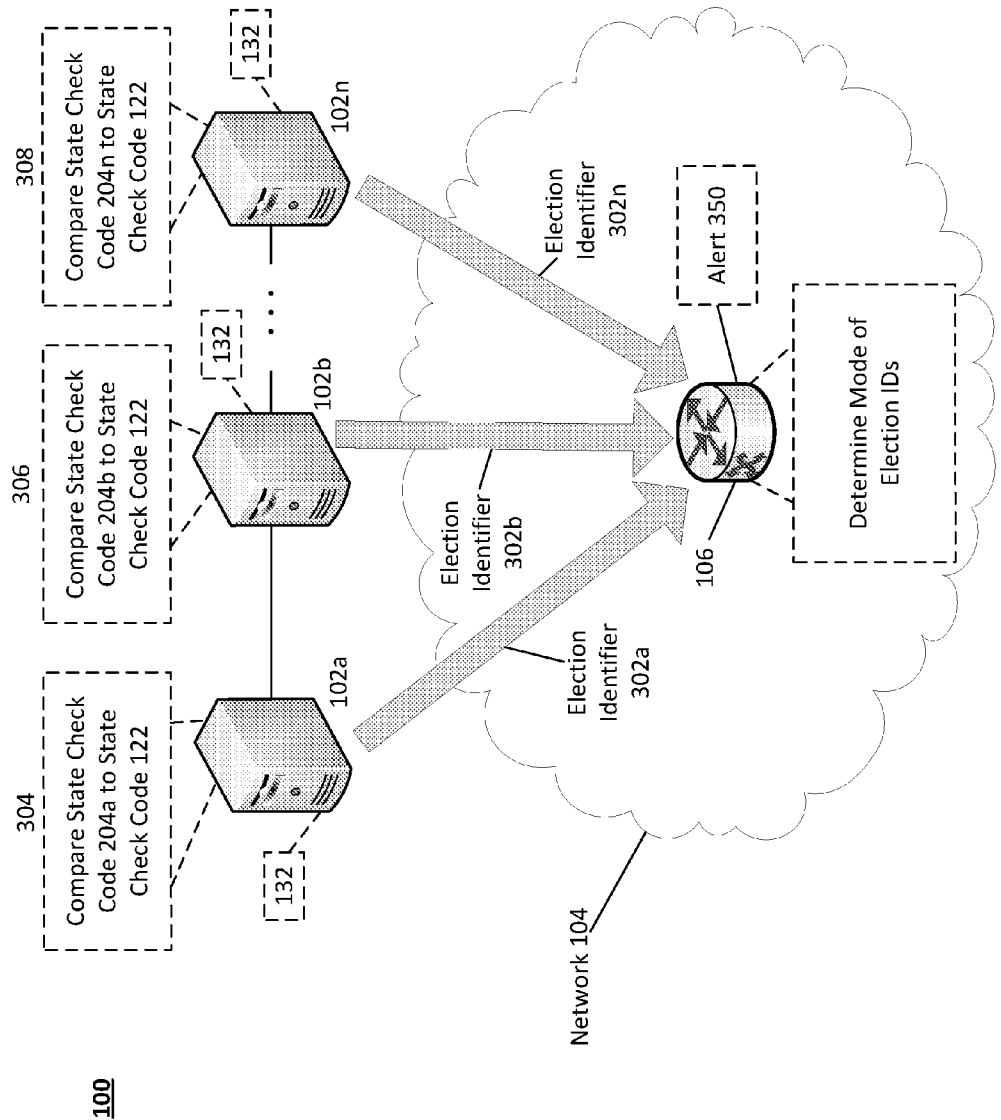 100
304
Compare State Check
Code 204a to State
Check Code 122
306
Compare State Check
Code 204b to State
Check Code 122
308
Compare State Check
Code 204n to State
Check Code 122
132
102a
132
102b
. . .
132
102n
Election
Identifier
302a
Election
Identifier
302b
Election
Identifier
302n
Network 104
106
Alert 350
Determine Mode of
Election IDs